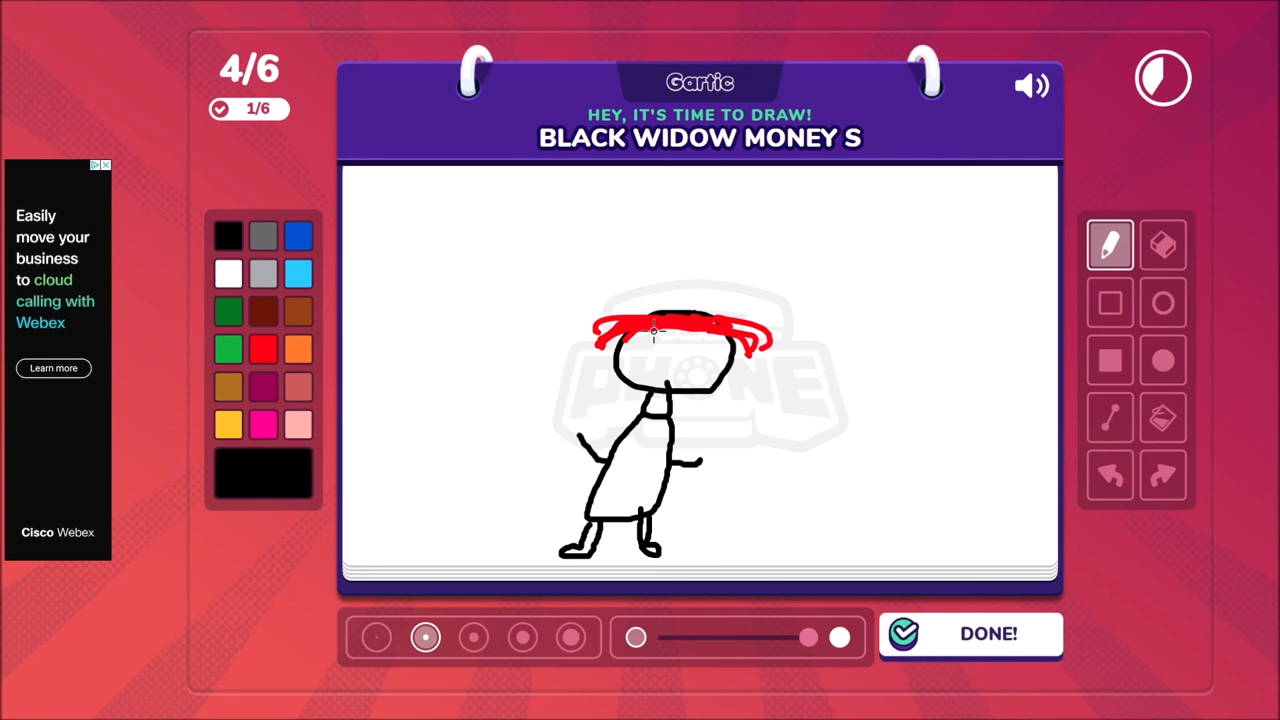 4/6
1/6
Gartic
HEY, IT'S TIME TO DRAW!
BLACK WIDOW MONEY S
Easily
move your
business
to cloud
calling with
Webex
Learn more
Cisco Webex
PHONE
DONE!